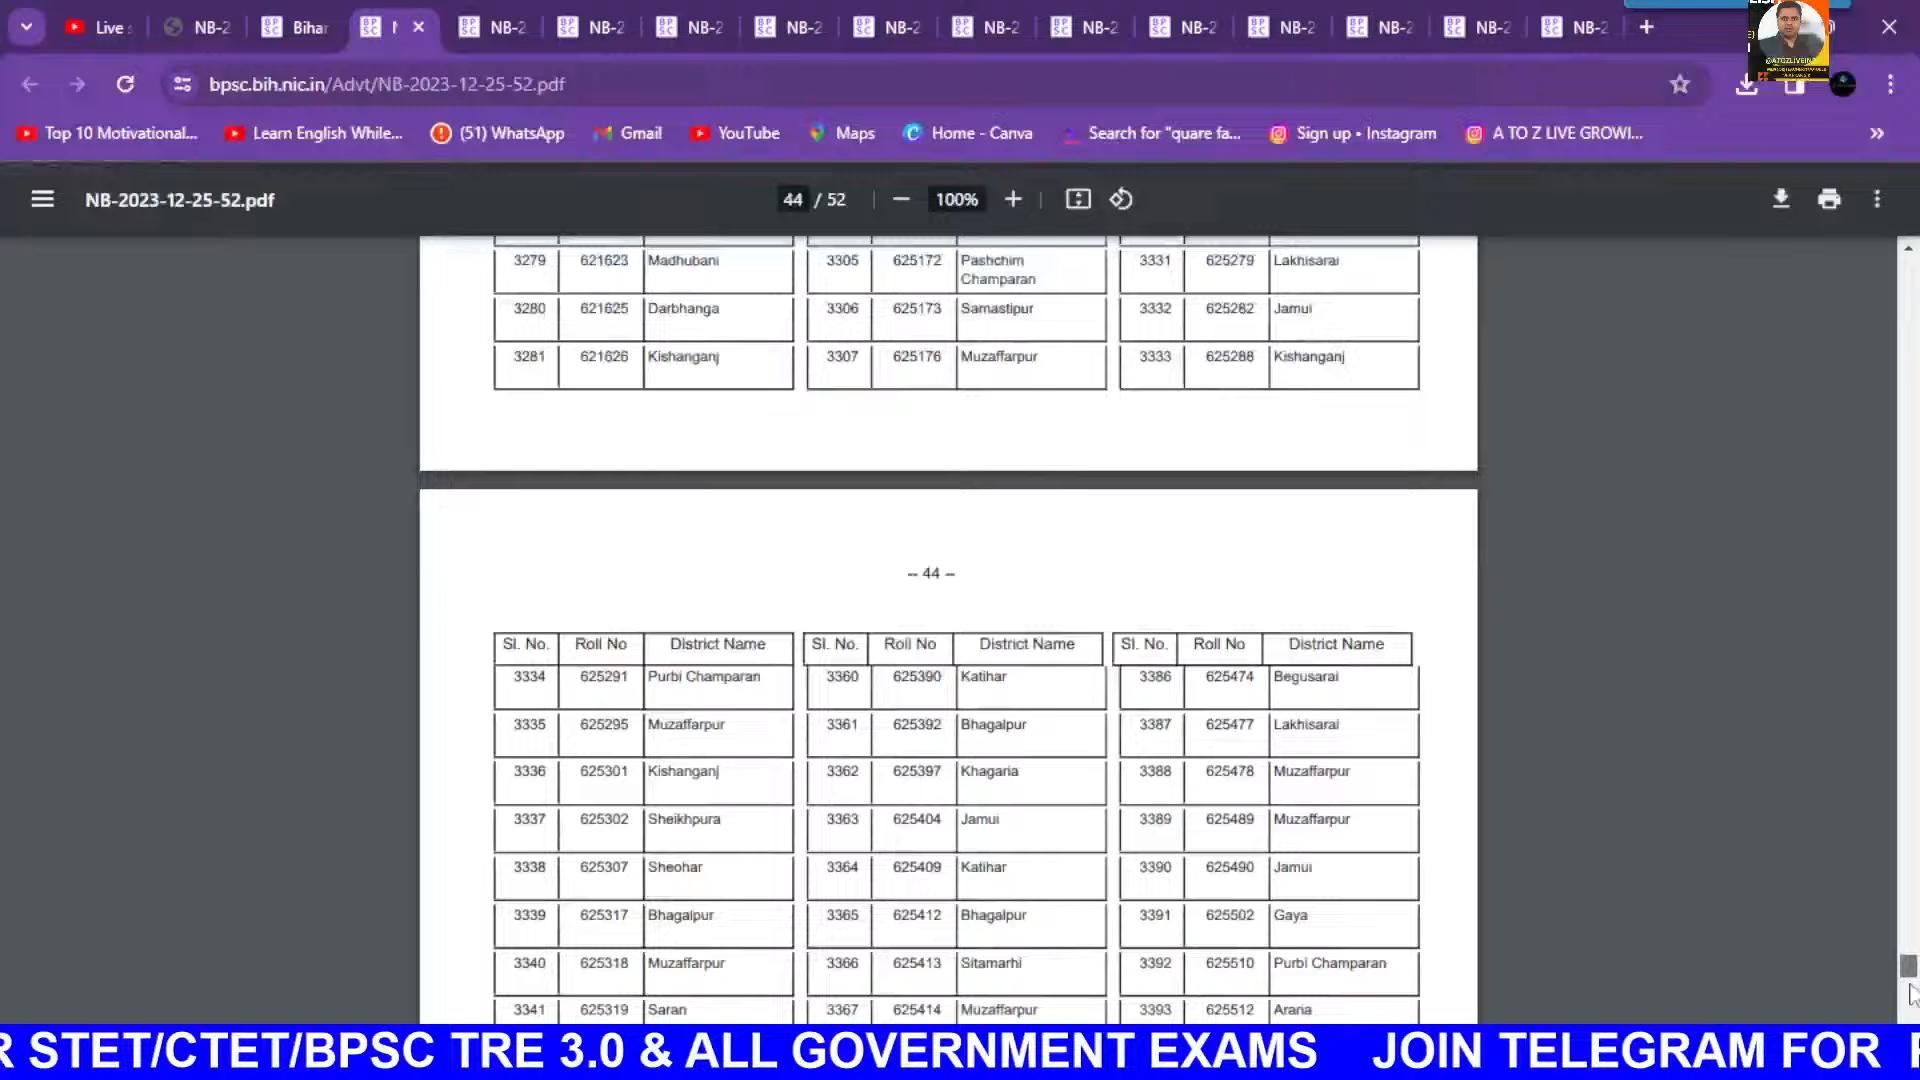 Live
NB-2
Bihar
NB-2
NB-2
NB-2
NB-2
NB-2
NB-2
NB-2
NB-2
NB-2
NB-2
NB-2
NB-2
@ATOZLIVEIND
bpsc.bih.nic.in/Advt/NB-2023-12-25-52.pdf
Top 10 Motivational... Learn English While... (51) WhatsApp Gmail YouTube Maps Home - Canva Search for "quare fa... Sign up • Instagram A TO Z LIVE GROWI... »
NB-2023-12-25-52.pdf 44 / 52 100%
3279 621623 Madhubani 3305 625172 Pashchim Champaran 3331 625279 Lakhisarai
3280 621625 Darbhanga 3306 625173 Samastipur 3332 625282 Jamui
3281 621626 Kishanganj 3307 625176 Muzaffarpur 3333 625288 Kishanganj
-- 44 --
Sl. No. Roll No District Name Sl. No. Roll No District Name Sl. No. Roll No District Name
3334 625291 Purbi Champaran 3360 625390 Katihar 3386 625474 Begusarai
3335 625295 Muzaffarpur 3361 625392 Bhagalpur 3387 625477 Lakhisarai
3336 625301 Kishanganj 3362 625397 Khagaria 3388 625478 Muzaffarpur
3337 625302 Sheikhpura 3363 625404 Jamui 3389 625489 Muzaffarpur
3338 625307 Sheohar 3364 625409 Katihar 3390 625490 Jamui
3339 625317 Bhagalpur 3365 625412 Bhagalpur 3391 625502 Gaya
3340 625318 Muzaffarpur 3366 625413 Sitamarhi 3392 625510 Purbi Champaran
3341 625319 Saran 3367 625414 Muzaffarpur 3393 625512 Araria
R STET/CTET/BPSC TRE 3.0 & ALL GOVERNMENT EXAMS JOIN TELEGRAM FOR